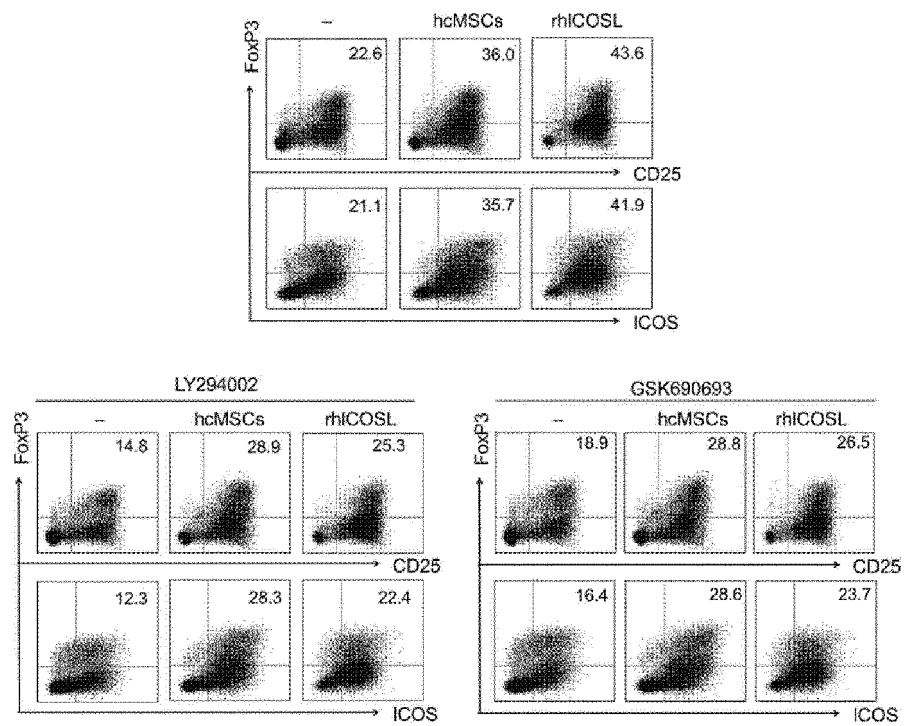 – hcMSCs rhICOSL
FoxP3
22.6 36.0 43.6
CD25
21.1 35.7 41.9
ICOS
LY294002
– hcMSCs rhICOSL
FoxP3
14.8 28.9 25.3
CD25
12.3 28.3 22.4
ICOS
GSK690693
– hcMSCs rhICOSL
FoxP3
18.9 28.8 26.5
CD25
16.4 28.6 23.7
ICOS